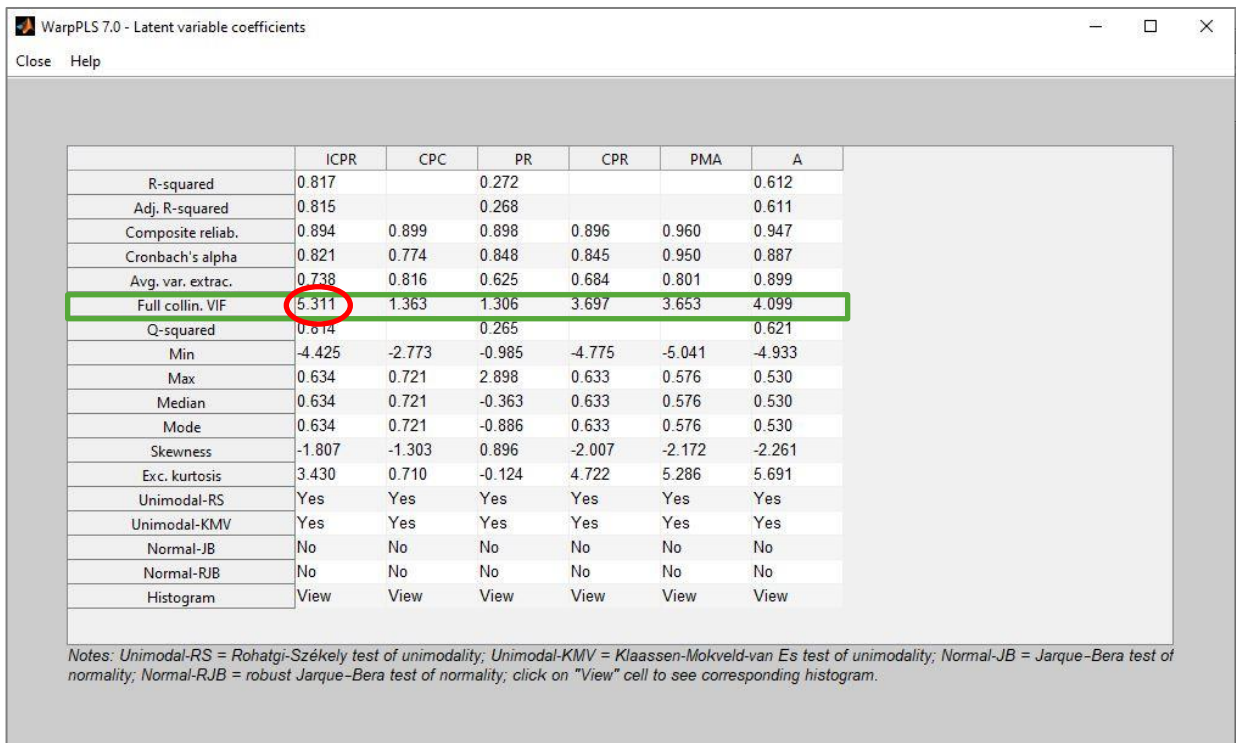 WarpPLS 7.0 - Latent variable coefficients
Close Help
ICPR CPC PR CPR PMA A
R-squared 0.817 0.272 0.612
Adj. R-squared 0.815 0.268 0.611
Composite reliab. 0.894 0.899 0.898 0.896 0.960 0.947
Cronbach's alpha 0.821 0.774 0.848 0.845 0.950 0.887
Avg. var. extrac. 0.738 0.816 0.625 0.684 0.801 0.899
Full collin. VIF 5.311 1.363 1.306 3.697 3.653 4.099
Q-squared 0.814 0.265 0.621
Min -4.425 -2.773 -0.985 -4.775 -5.041 -4.933
Max 0.634 0.721 2.898 0.633 0.576 0.530
Median 0.634 0.721 -0.363 0.633 0.576 0.530
Mode 0.634 0.721 -0.886 0.633 0.576 0.530
Skewness -1.807 -1.303 0.896 -2.007 -2.172 -2.261
Exc. kurtosis 3.430 0.710 -0.124 4.722 5.286 5.691
Unimodal-RS Yes Yes Yes Yes Yes Yes
Unimodal-KMV Yes Yes Yes Yes Yes Yes
Normal-JB No No No No No No
Normal-RJB No No No No No No
Histogram View View View View View View
Notes: Unimodal-RS = Rohatgi-Székely test of unimodality; Unimodal-KMV = Klaassen-Mokveld-van Es test of unimodality; Normal-JB = Jarque–Bera test of
normality; Normal-RJB = robust Jarque–Bera test of normality; click on "View" cell to see corresponding histogram.